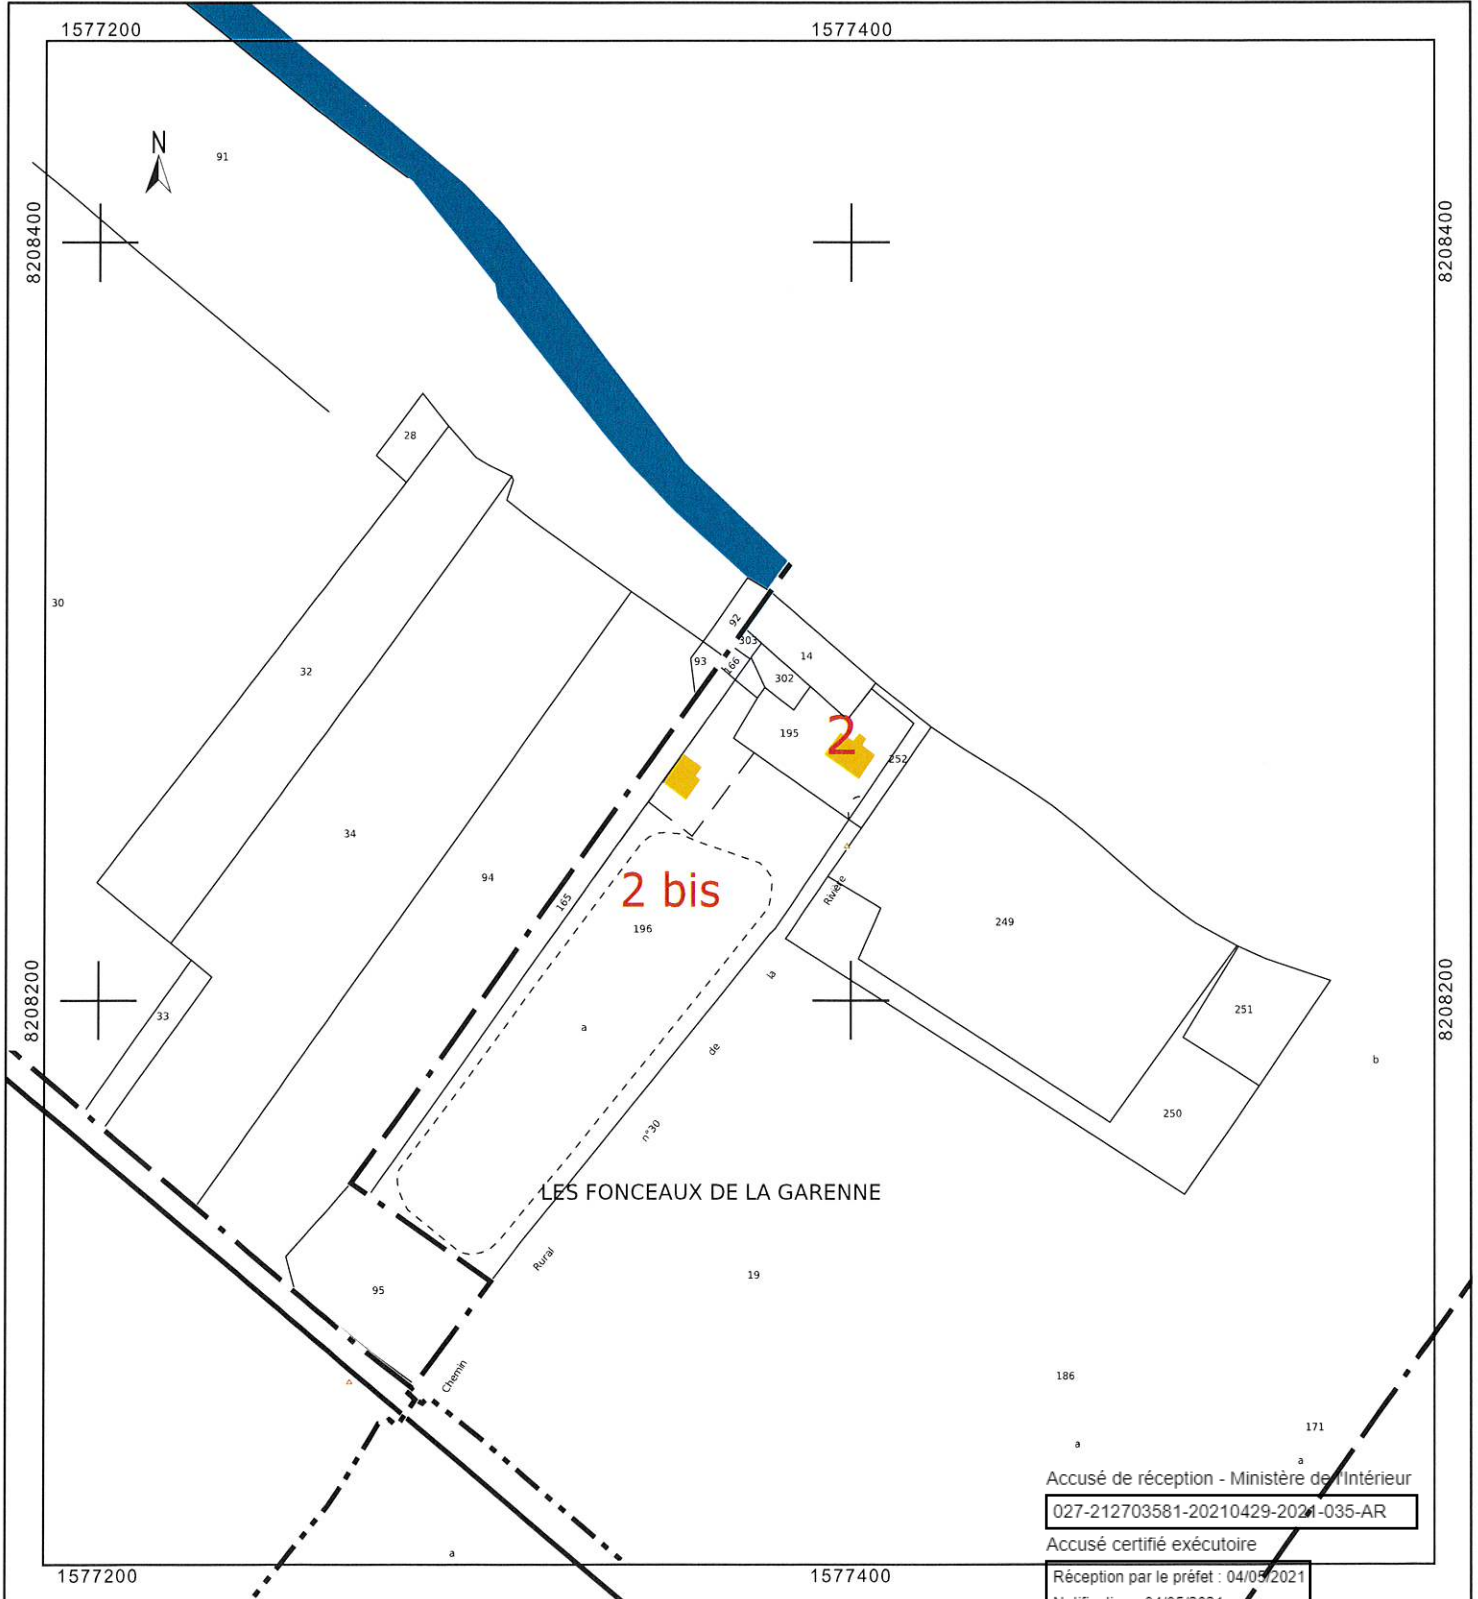 1577200
1577400
N
91
8208400
8208400
28
30
92
303
14
93
166
32
302
195
2
252
34
94
2 bis
165
196
249
8208200
8208200
33
251
a
b
250
LES FONCEAUX DE LA GARENNE
Chemin Rural n°30 de la Rivière
95
19
186
171
a
a
Accusé de réception - Ministère de l'Intérieur
027-212703581-20210429-2021-035-AR
Accusé certifié exécutoire
a
1577200
1577400
Réception par le préfet : 04/05/2021